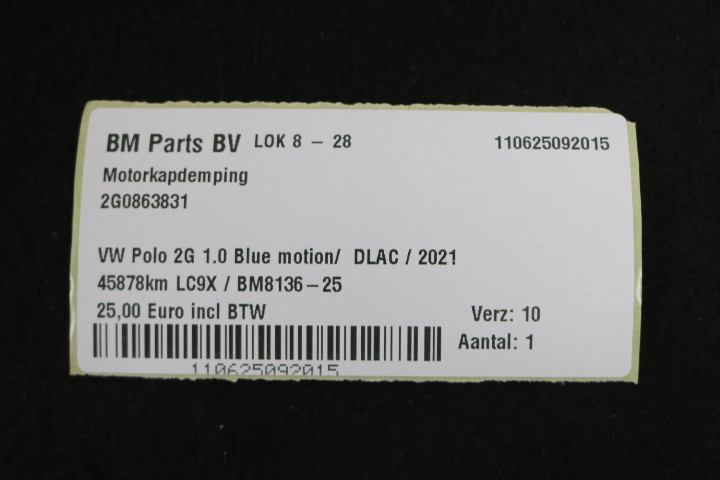 BM Parts BV LOK 8 – 28 110625092015
Motorkapdemping
2G0863831
VW Polo 2G 1.0 Blue motion/ DLAC / 2021
45878km LC9X / BM8136–25
25,00 Euro incl BTW Verz: 10
Aantal: 1
110625092015